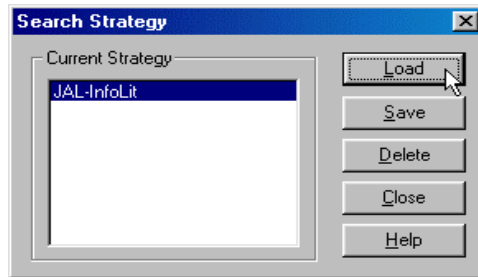 Search Strategy
Current Strategy
JAL-InfoLit
Load
Save
Delete
Close
Help